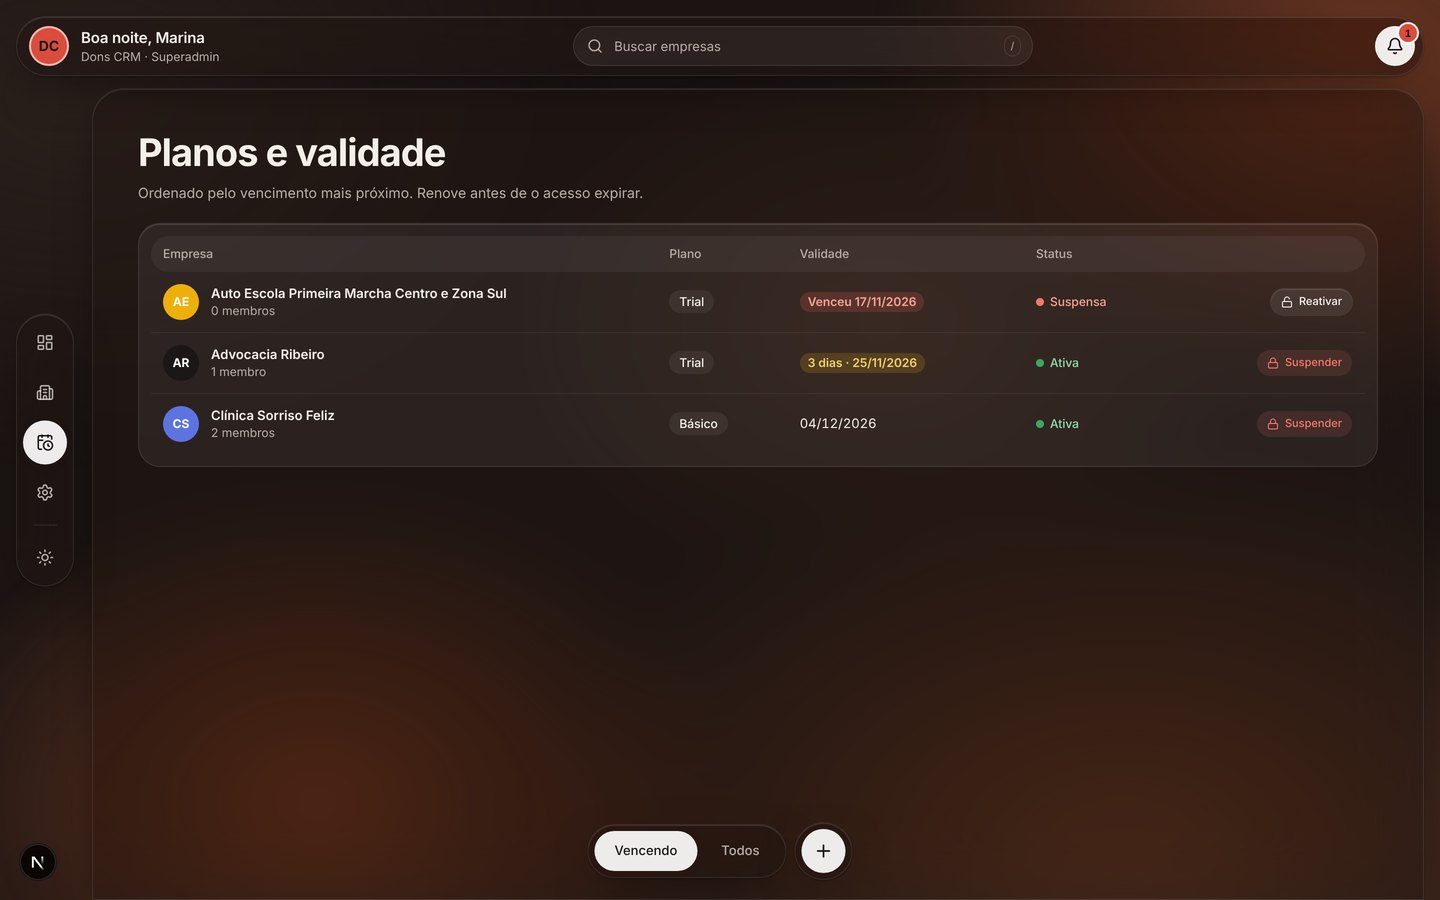 DC
Boa noite, Marina
Dons CRM · Superadmin
Buscar empresas
/
1
Planos e validade
Ordenado pelo vencimento mais próximo. Renove antes de o acesso expirar.
Empresa Plano Validade Status
AE Auto Escola Primeira Marcha Centro e Zona Sul
0 membros
Trial Venceu 17/11/2026 Suspensa Reativar
AR Advocacia Ribeiro
1 membro
Trial 3 dias · 25/11/2026 Ativa Suspender
CS Clínica Sorriso Feliz
2 membros
Básico 04/12/2026 Ativa Suspender
N
Vencendo Todos +